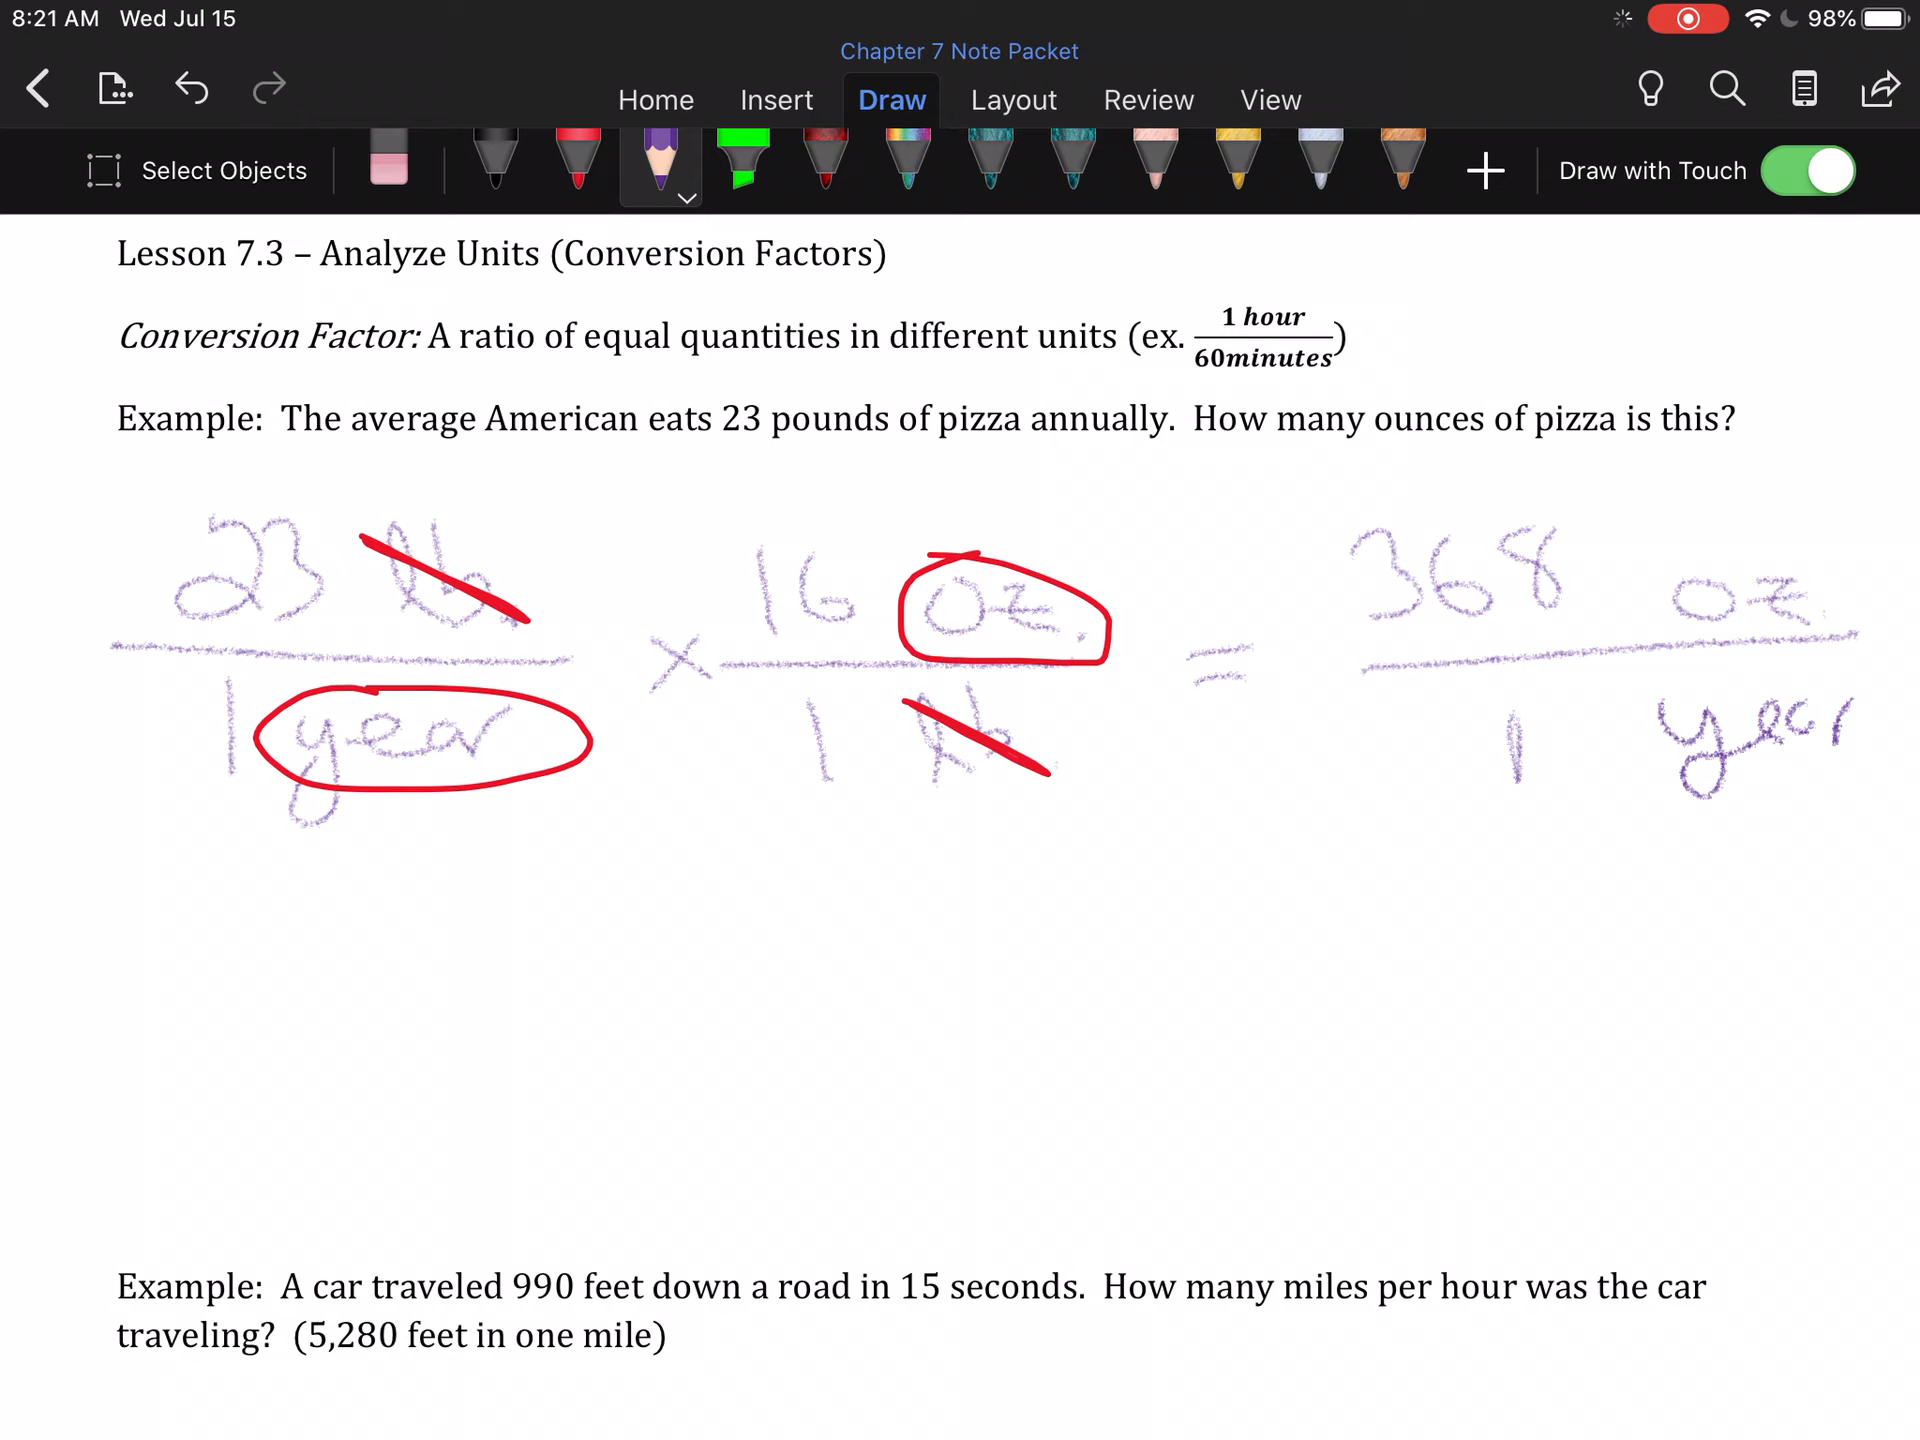 8:21 AM Wed Jul 15
98%
Chapter 7 Note Packet
Home Insert Draw Layout Review View
Select Objects
Draw with Touch
Lesson 7.3 – Analyze Units (Conversion Factors)
Conversion Factor: A ratio of equal quantities in different units (ex. 1 hour / 60minutes)
Example: The average American eats 23 pounds of pizza annually. How many ounces of pizza is this?
23 lb. / 1 year × 16 oz. / 1 lb = 368 oz. / 1 year
Example: A car traveled 990 feet down a road in 15 seconds. How many miles per hour was the car
traveling? (5,280 feet in one mile)